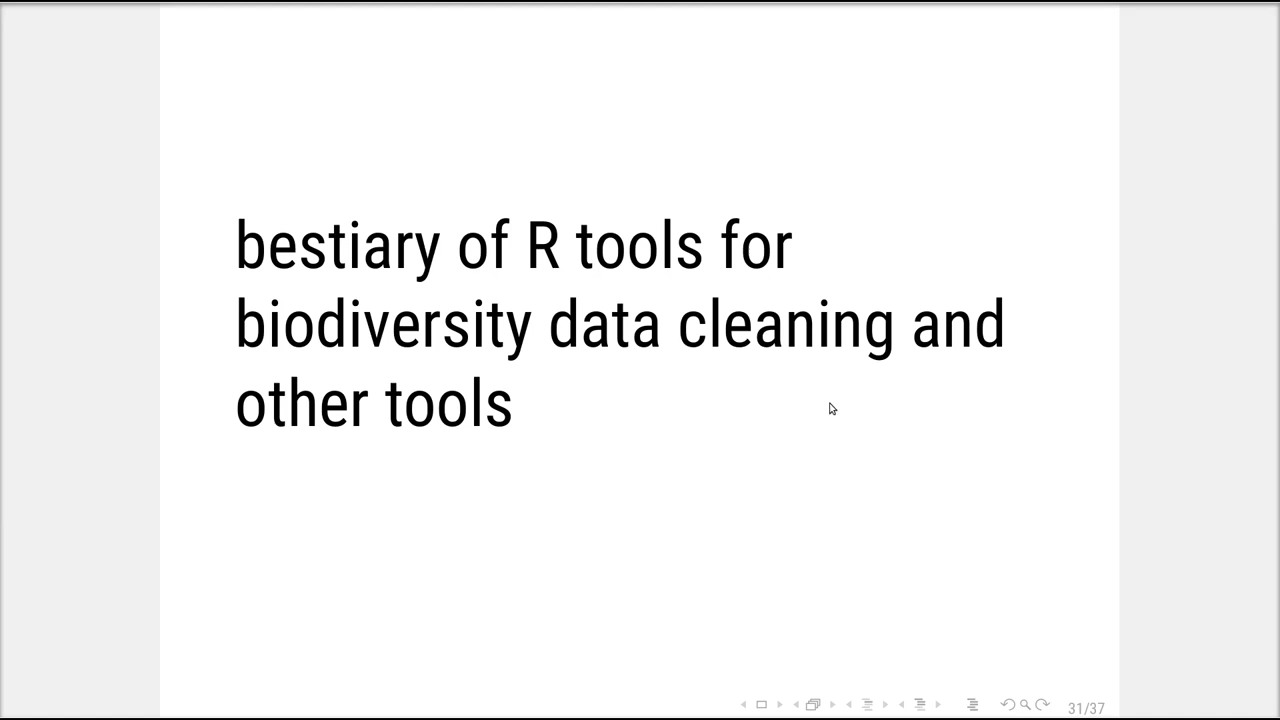 bestiary of R tools for
biodiversity data cleaning and
other tools
31/37